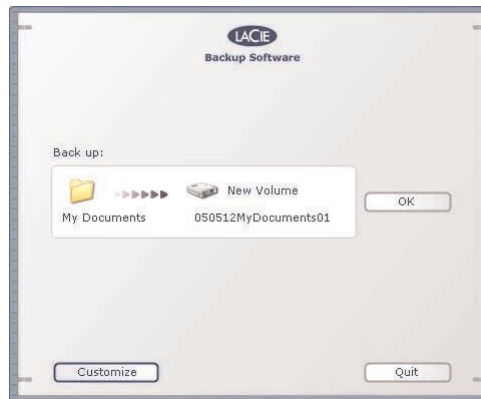 LACIE
Backup Software
Back up:
New Volume
My Documents
050512MyDocuments01
OK
Customize
Quit